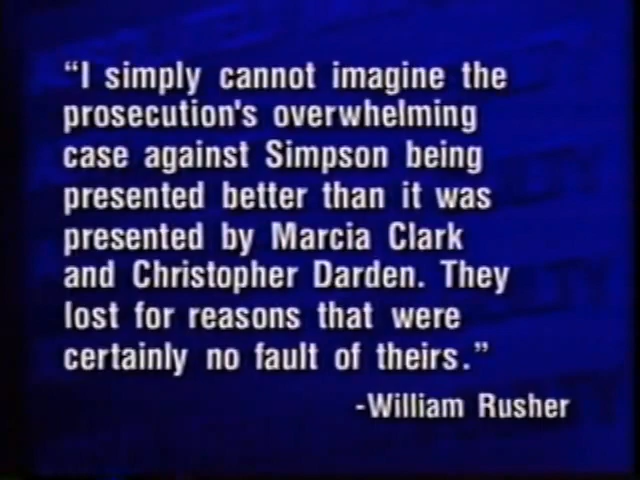 “I simply cannot imagine the
prosecution's overwhelming
case against Simpson being
presented better than it was
presented by Marcia Clark
and Christopher Darden. They
lost for reasons that were
certainly no fault of theirs.”
-William Rusher